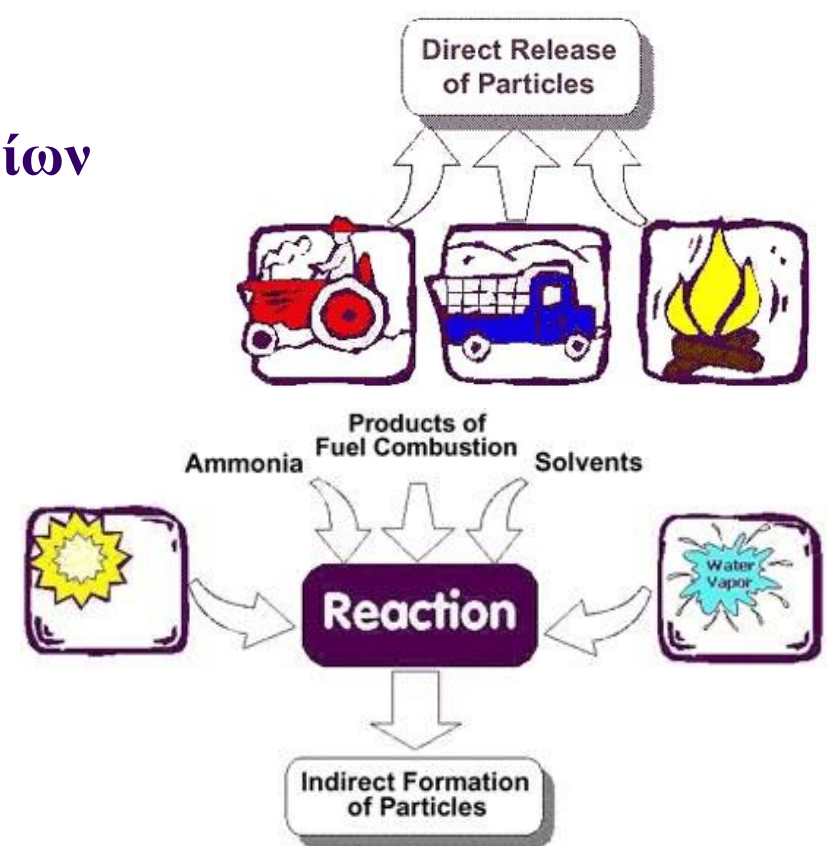 Direct Release
of Particles
ίων
Products of
Fuel Combustion
Ammonia
Solvents
Water
Vapor
Reaction
Indirect Formation
of Particles